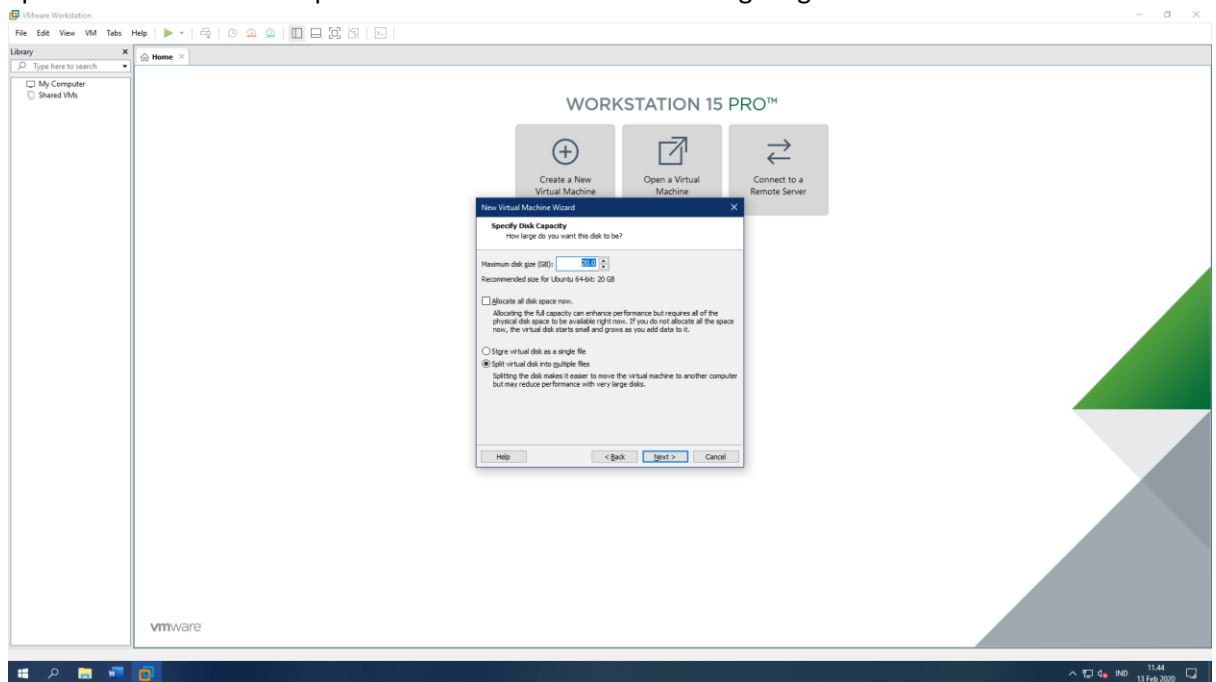 VMware Workstation
File Edit View VM Tabs Help
Library
Home
Type here to search
My Computer
Shared VMs
WORKSTATION 15 PRO™
Create a New
Virtual Machine
Open a Virtual
Machine
Connect to a
Remote Server
New Virtual Machine Wizard
Specify Disk Capacity
How large do you want this disk to be?
Maximum disk size (GB): 20.0
Recommended size for Ubuntu 64-bit: 20 GB
Allocate all disk space now.
Allocating the full capacity can enhance performance but requires all of the
physical disk space to be available right now. If you do not allocate all the space
now, the virtual disk starts small and grows as you add data to it.
Store virtual disk as a single file
Split virtual disk into multiple files
Splitting the disk makes it easier to move the virtual machine to another computer
but may reduce performance with very large disks.
Help < Back Next > Cancel
vmware
IND 11.44
13 Feb 2020